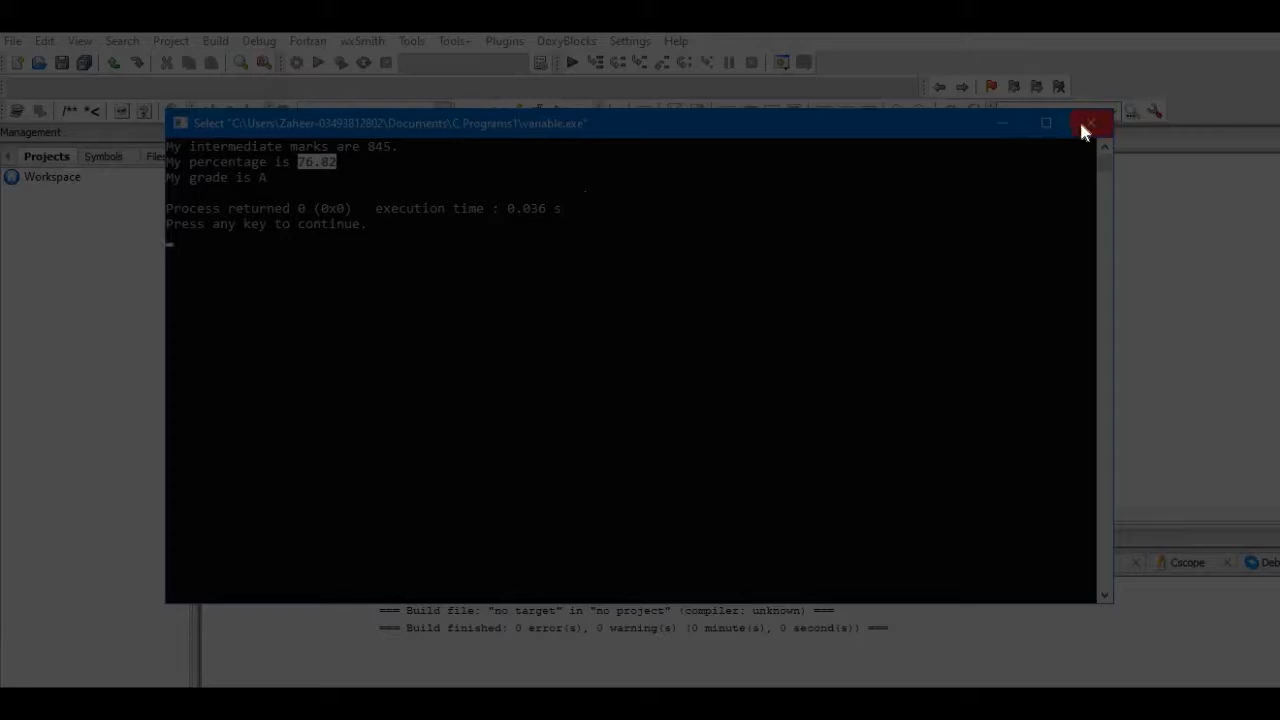 File Edit View Search Project Build Debug Fortran wxSmith Tools Tools+ Plugins DoxyBlocks Settings Help
/** *<
Management
Select "C:\Users\Zaheer-03493812802\Documents\C Programs1\variable.exe"
Projects Symbols Files
Workspace
My intermediate marks are 845.
My percentage is 76.82
My grade is A
Process returned 0 (0x0) execution time : 0.036 s
Press any key to continue.
Cscope Deb
=== Build file: "no target" in "no project" (compiler: unknown) ===
=== Build finished: 0 error(s), 0 warning(s) (0 minute(s), 0 second(s)) ===